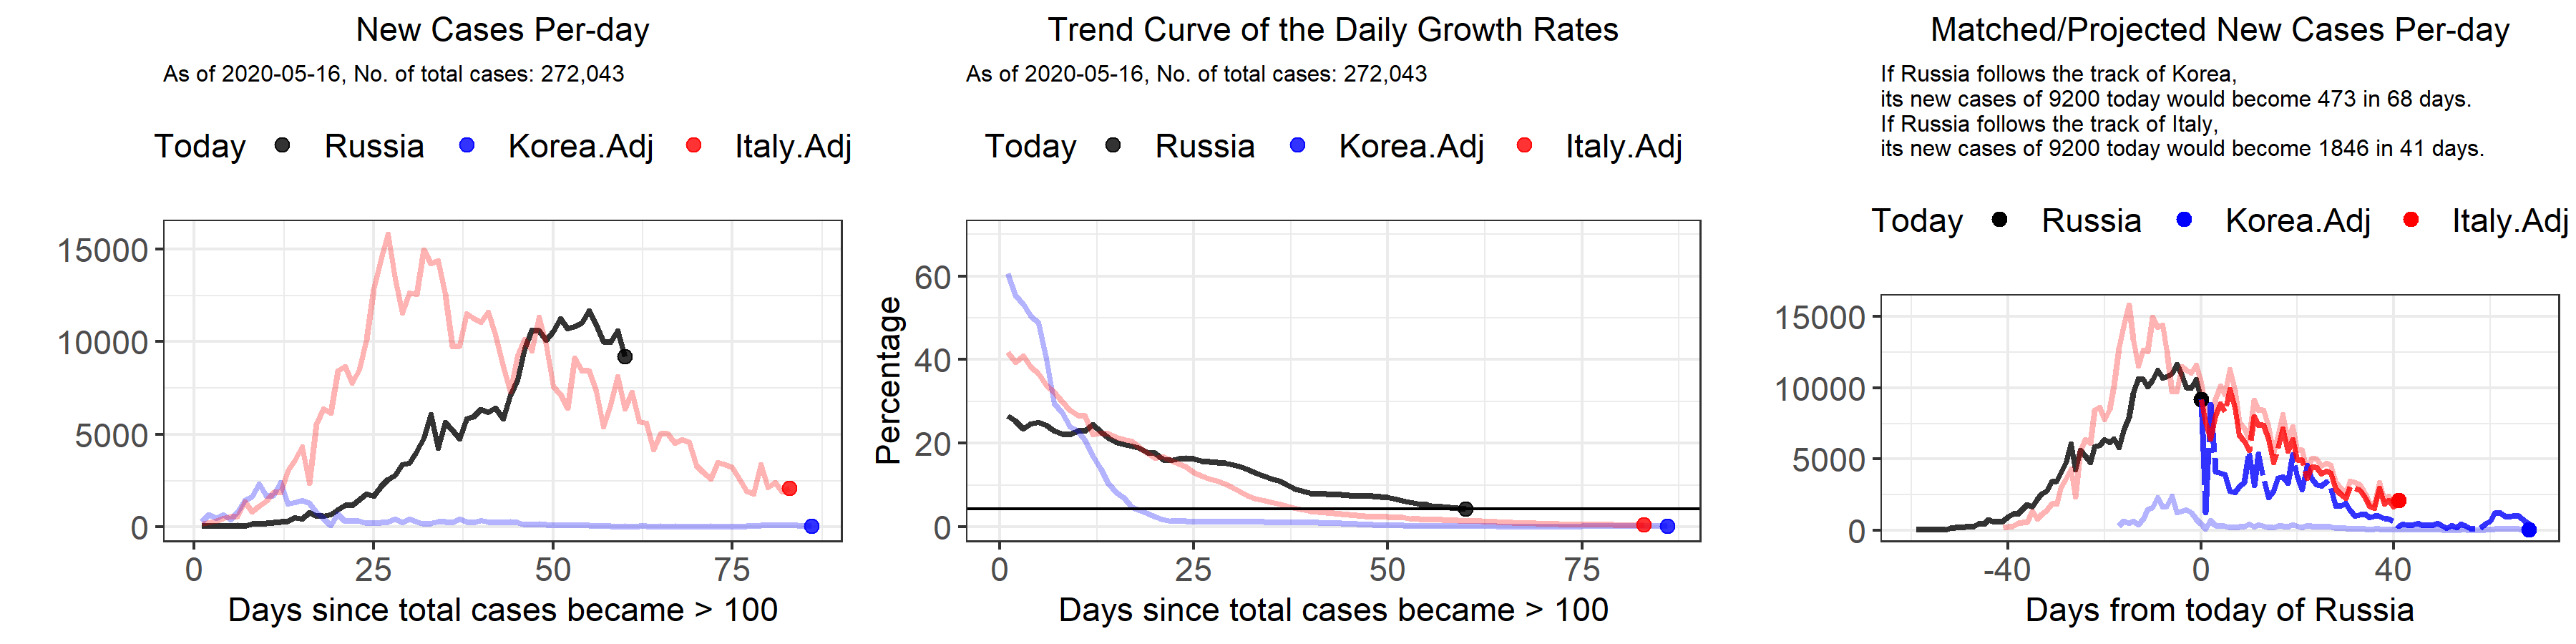 New Cases Per-day
As of 2020-05-16, No. of total cases: 272,043
Today Russia Korea.Adj Italy.Adj
15000
10000
5000
0
0 25 50 75
Days since total cases became > 100
Trend Curve of the Daily Growth Rates
As of 2020-05-16, No. of total cases: 272,043
Today Russia Korea.Adj Italy.Adj
Percentage
60
40
20
0
0 25 50 75
Days since total cases became > 100
Matched/Projected New Cases Per-day
If Russia follows the track of Korea,
its new cases of 9200 today would become 473 in 68 days.
If Russia follows the track of Italy,
its new cases of 9200 today would become 1846 in 41 days.
Today Russia Korea.Adj Italy.Adj
15000
10000
5000
0
-40 0 40
Days from today of Russia